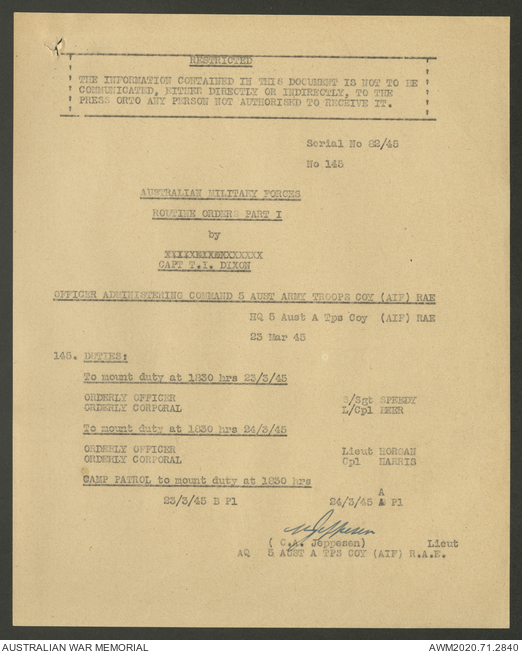 RESTRICTED
THE INFORMATION CONTAINED IN THIS DOCUMENT IS NOT TO BE
COMMUNICATED, EITHER DIRECTLY OR INDIRECTLY, TO THE
PRESS ORTO ANY PERSON NOT AUTHORISED TO RECEIVE IT.
Serial No 82/45
No 145
AUSTRALIAN MILITARY FORCES
ROUTINE ORDERS PART I
by
CAPT T.I. DIXON
OFFICER ADMINISTERING COMMAND 5 AUST ARMY TROOPS COY (AIF) RAE
HQ 5 Aust A Tps Coy (AIF) RAE
23 Mar 45
145. DUTIES:
To mount duty at 1830 hrs 23/3/45
ORDERLY OFFICER S/Sgt SPEEDY
ORDERLY CORPORAL L/Cpl BEER
To mount duty at 1830 hrs 24/3/45
ORDERLY OFFICER Lieut HORGAN
ORDERLY CORPORAL Cpl HARRIS
CAMP PATROL to mount duty at 1830 hrs
A
23/3/45 B Pl 24/3/45 Pl
C A Jeppesen
( C.A. Jeppesen) Lieut
AQ 5 AUST A TPS COY (AIF) R.A.E.
AUSTRALIAN WAR MEMORIAL AWM2020.71.2840